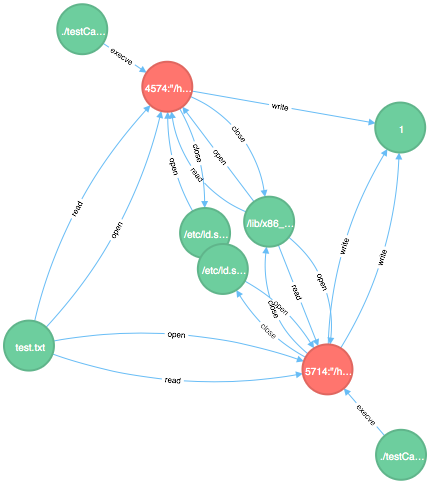 ./testCa...
execve
4574:"/h...
write
1
close
close
open
read
open
read
open
/etc/ld.s...
/lib/x86_...
/etc/ld.s...
write
write
open
read
open
close
close
test.txt
open
read
5714:"/h...
execve
./testCa...